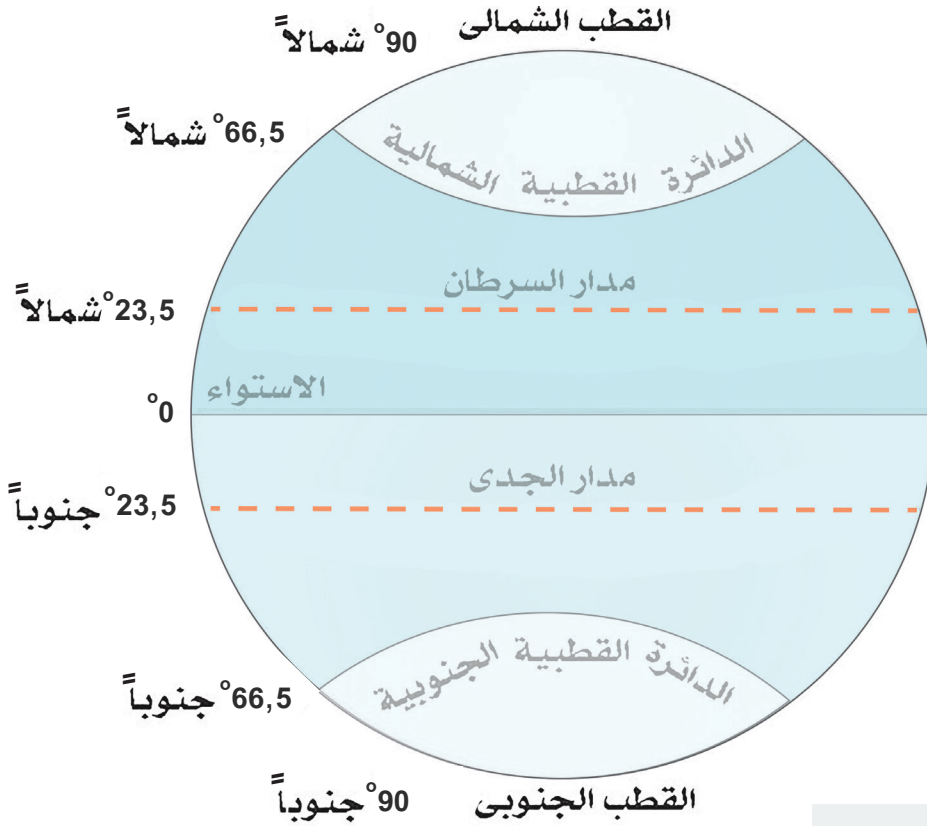 القطب الشمالى
90° شمالاً
66,5° شمالاً
الدائرة القطبية الشمالية
مدار السرطان
23,5° شمالاً
الاستواء
0°
مدار الجدى
23,5° جنوباً
الدائرة القطبية الجنوبية
66,5° جنوباً
القطب الجنوبى
90° جنوباً